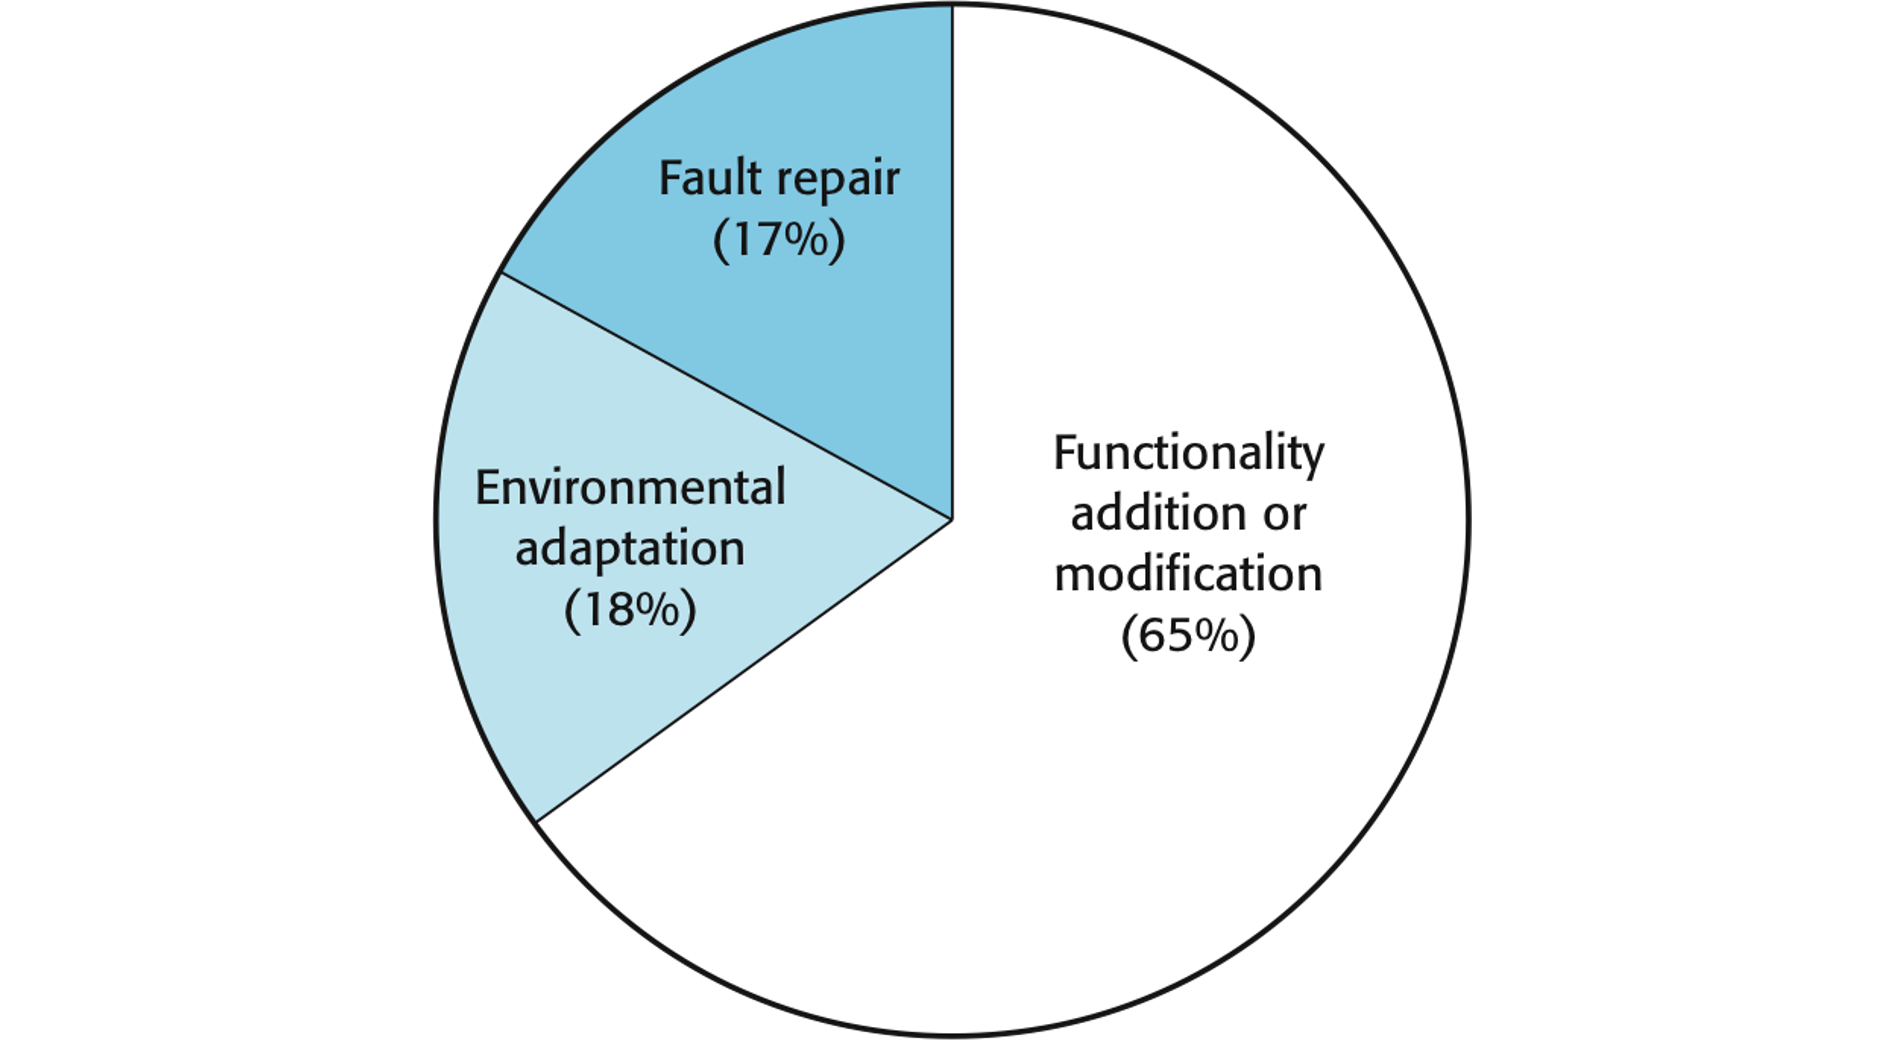 Fault repair
(17%)
Environmental
adaptation
(18%)
Functionality
addition or
modification
(65%)